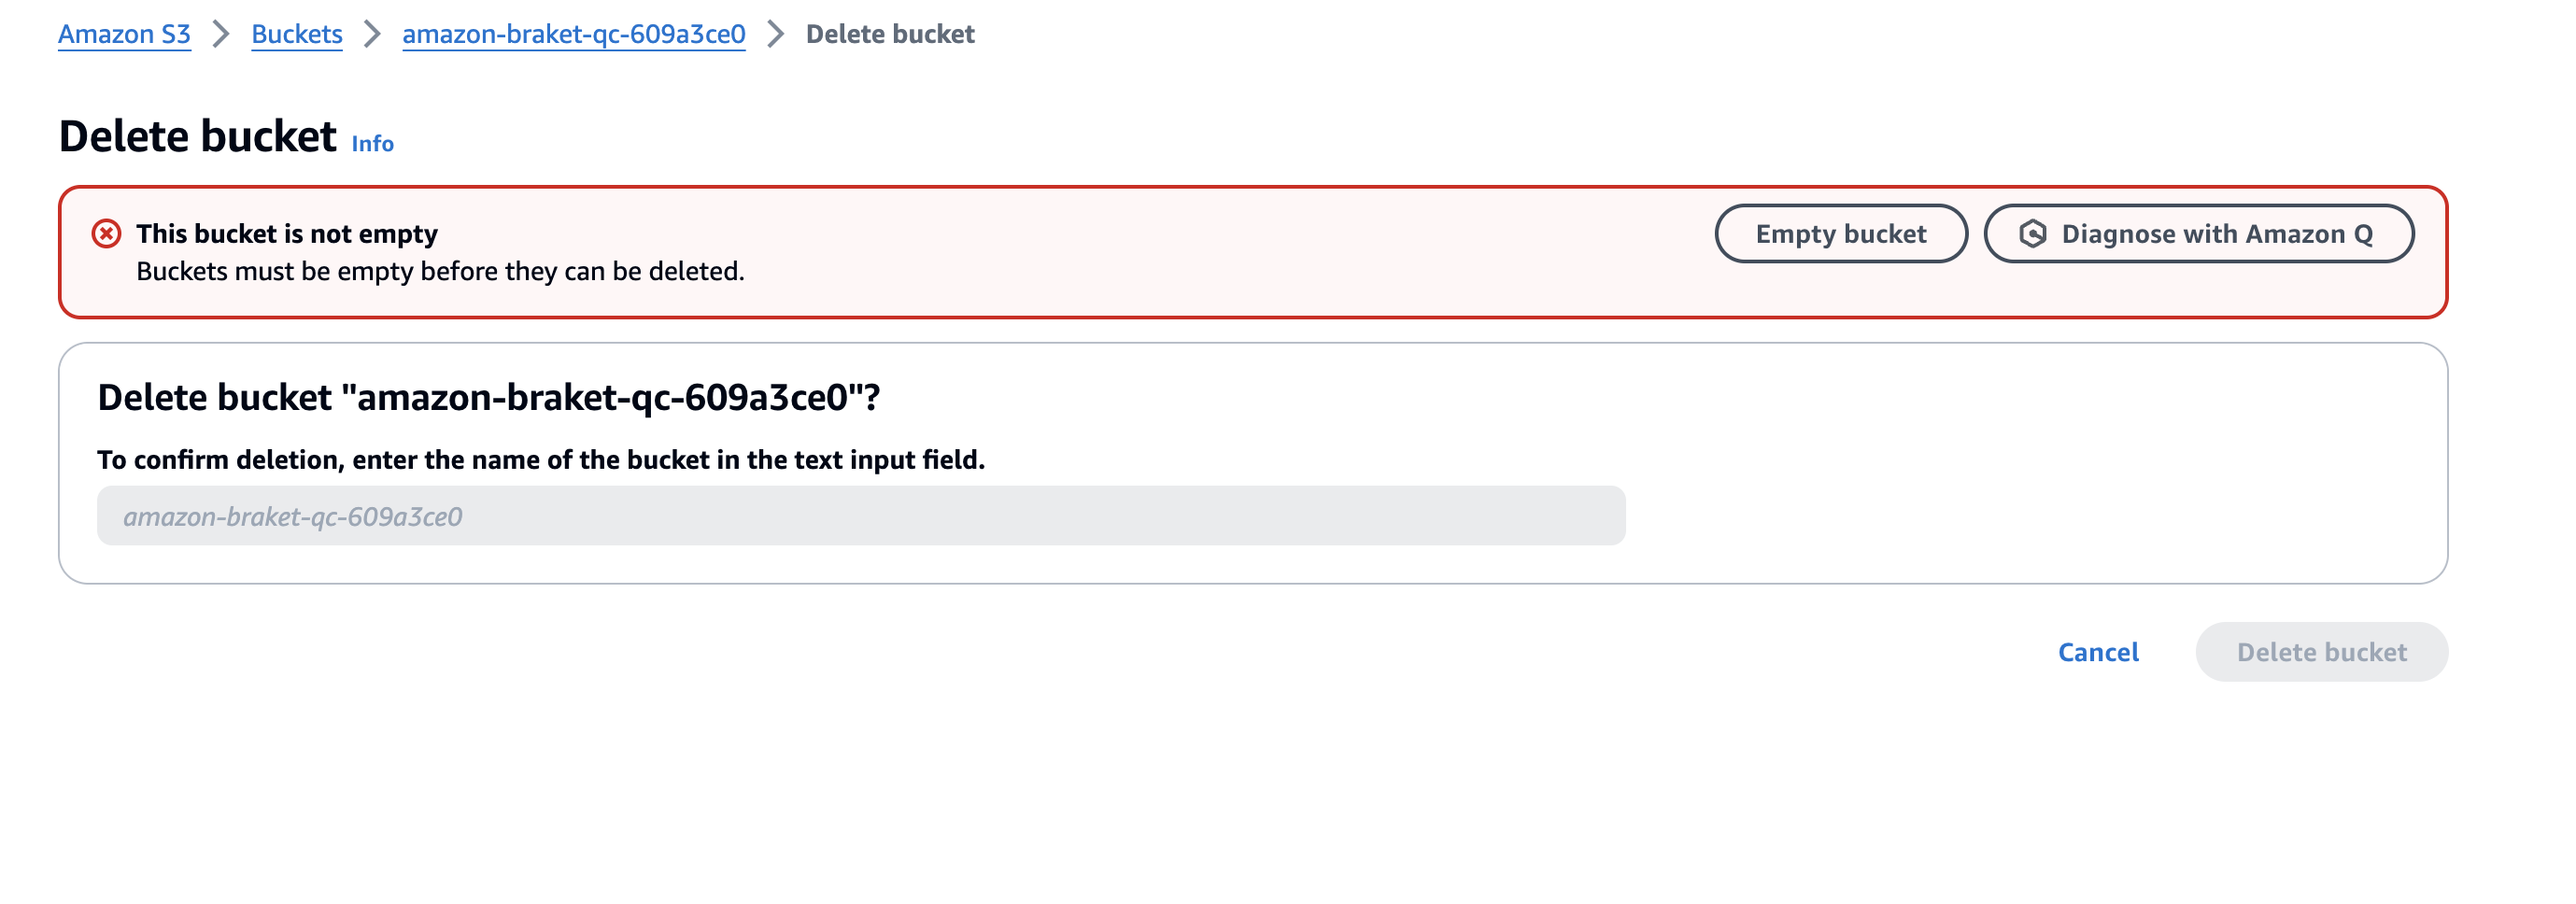 Amazon S3 > Buckets > amazon-braket-qc-609a3ce0 > Delete bucket
Delete bucket Info
This bucket is not empty
Buckets must be empty before they can be deleted.
Empty bucket
Diagnose with Amazon Q
Delete bucket "amazon-braket-qc-609a3ce0"?
To confirm deletion, enter the name of the bucket in the text input field.
amazon-braket-qc-609a3ce0
Cancel
Delete bucket